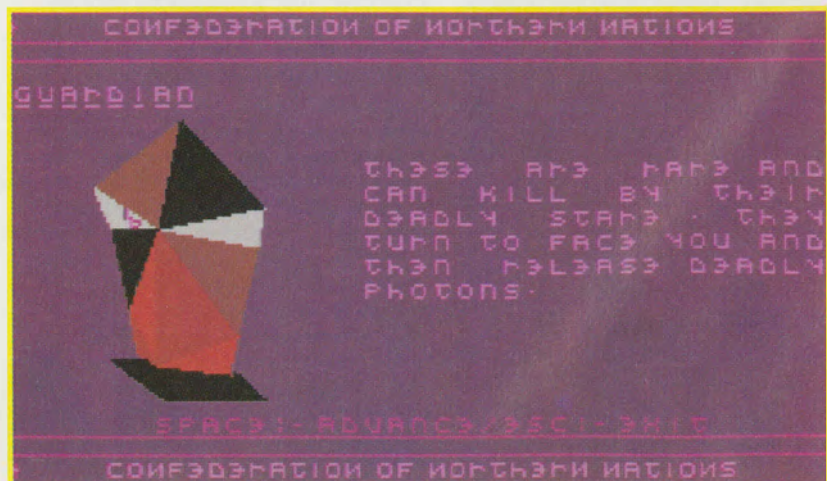 CONFEDERATION OF NORTHERN NATIONS
GUARDIAN
THESE ARE RARE AND
CAN KILL BY THEIR
DEADLY STARE. THEY
TURN TO FACE YOU AND
THEN RELEASE DEADLY
PHOTONS.
SPACE:-ADVANCE/ESC:-EXIT
CONFEDERATION OF NORTHERN NATIONS